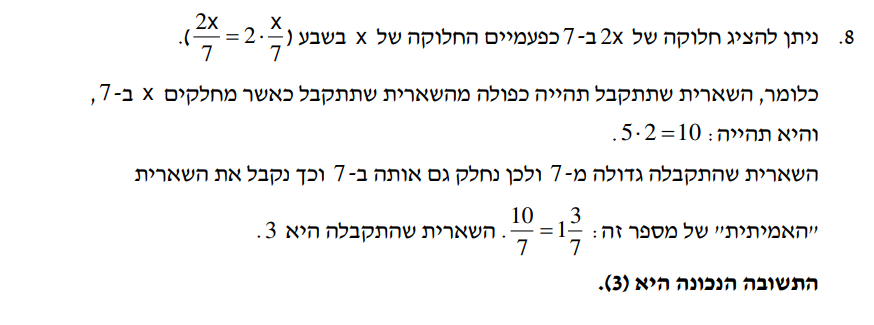 8. ניתן להציג חלוקה של 2x ב-7 כפעמיים החלוקה של x בשבע (2x/7 = 2 · x/7).
כלומר, השארית שתתקבל תהייה כפולה מהשארית שתתקבל כאשר מחלקים x ב-7,
והיא תהייה: 5·2=10.
השארית שהתקבלה גדולה מ-7 ולכן נחלק גם אותה ב-7 וכך נקבל את השארית
"האמיתית" של מספר זה: 10/7 = 1 3/7. השארית שהתקבלה היא 3.
התשובה הנכונה היא (3).